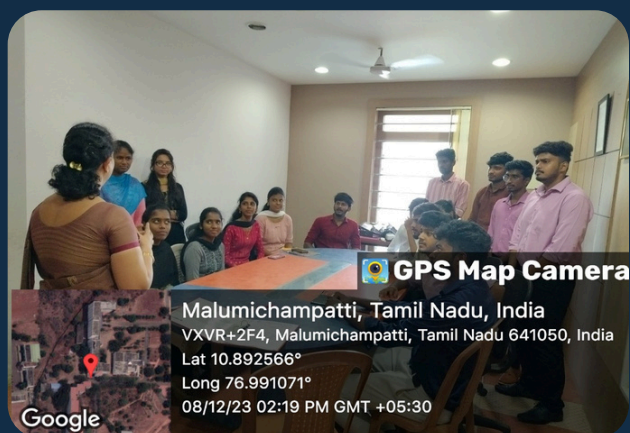 GPS Map Camera
Malumichampatti, Tamil Nadu, India
VXVR+2F4, Malumichampatti, Tamil Nadu 641050, India
Lat 10.892566°
Long 76.991071°
08/12/23 02:19 PM GMT +05:30
Google